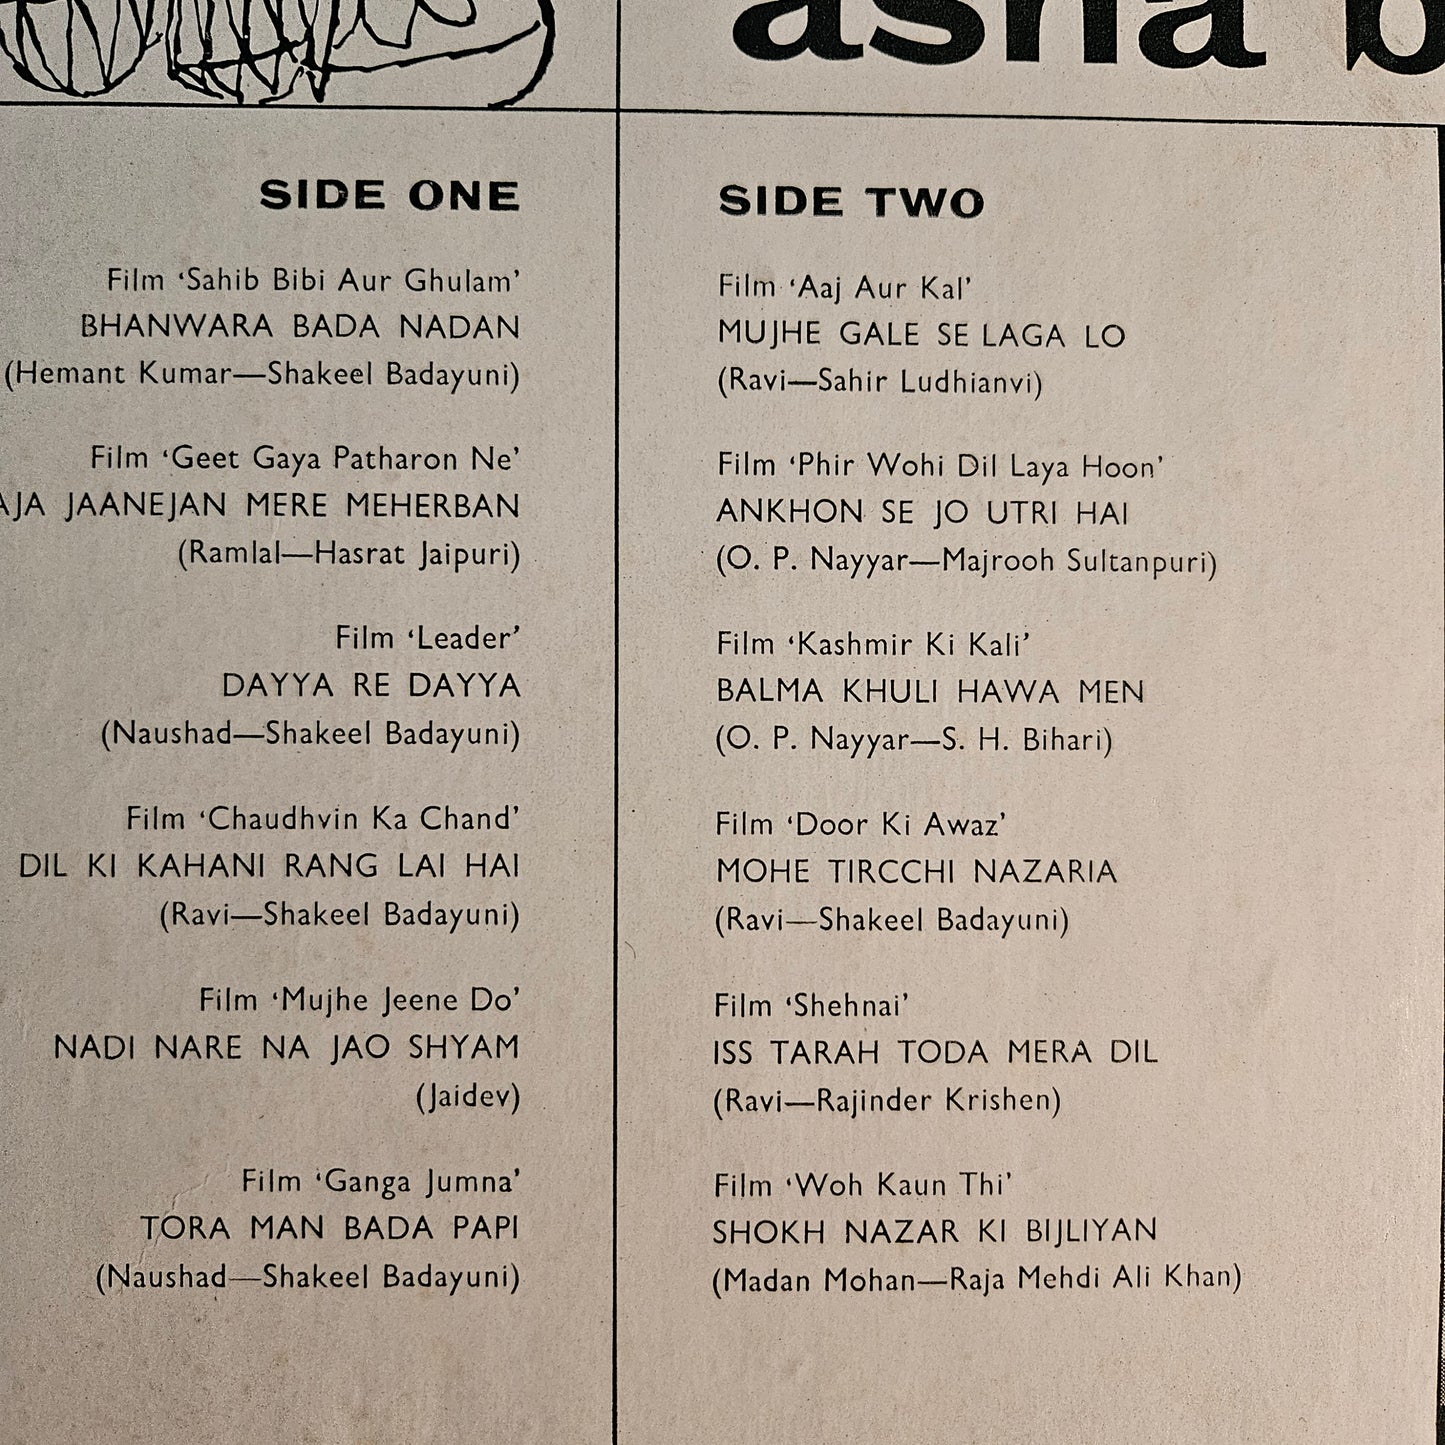 asha b
SIDE ONE
Film ‘Sahib Bibi Aur Ghulam’
BHANWARA BADA NADAN
(Hemant Kumar—Shakeel Badayuni)
Film ‘Geet Gaya Patharon Ne’
AJA JAANEJAN MERE MEHERBAN
(Ramlal—Hasrat Jaipuri)
Film ‘Leader’
DAYYA RE DAYYA
(Naushad—Shakeel Badayuni)
Film ‘Chaudhvin Ka Chand’
DIL KI KAHANI RANG LAI HAI
(Ravi—Shakeel Badayuni)
Film ‘Mujhe Jeene Do’
NADI NARE NA JAO SHYAM
(Jaidev)
Film ‘Ganga Jumna’
TORA MAN BADA PAPI
(Naushad—Shakeel Badayuni)
SIDE TWO
Film ‘Aaj Aur Kal’
MUJHE GALE SE LAGA LO
(Ravi—Sahir Ludhianvi)
Film ‘Phir Wohi Dil Laya Hoon’
ANKHON SE JO UTRI HAI
(O. P. Nayyar—Majrooh Sultanpuri)
Film ‘Kashmir Ki Kali’
BALMA KHULI HAWA MEN
(O. P. Nayyar—S. H. Bihari)
Film ‘Door Ki Awaz’
MOHE TIRCCHI NAZARIA
(Ravi—Shakeel Badayuni)
Film ‘Shehnai’
ISS TARAH TODA MERA DIL
(Ravi—Rajinder Krishen)
Film ‘Woh Kaun Thi’
SHOKH NAZAR KI BIJLIYAN
(Madan Mohan—Raja Mehdi Ali Khan)